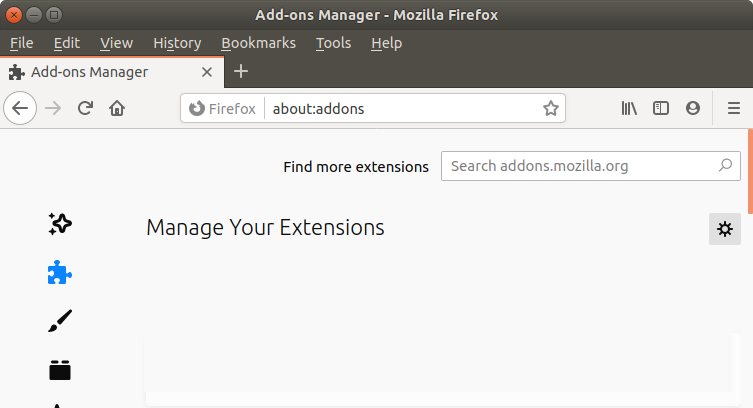 Add-ons Manager - Mozilla Firefox
File Edit View History Bookmarks Tools Help
Add-ons Manager
Firefox about:addons
Find more extensions Search addons.mozilla.org
Manage Your Extensions